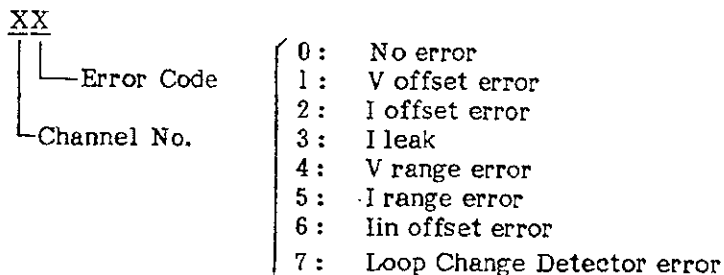 XX
Error Code
Channel No.
0: No error
1: V offset error
2: I offset error
3: I leak
4: V range error
5: I range error
6: Iin offset error
7: Loop Change Detector error